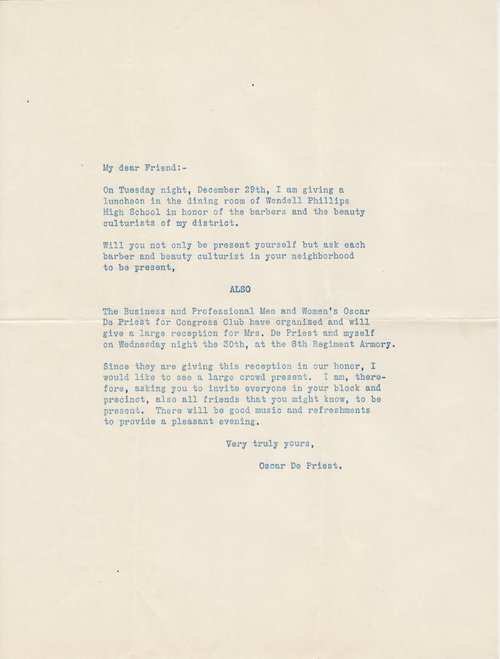 My dear Friend:-
On Tuesday night, December 29th, I am giving a
luncheon in the dining room of Wendell Phillips
High School in honor of the barbers and the beauty
culturists of my district.
Will you not only be present yourself but ask each
barber and beauty culturist in your neighborhood
to be present,
ALSO
The Business and Professional Men and Women's Oscar
De Priest for Congress Club have organized and will
give a large reception for Mrs. De Priest and myself
on Wednesday night the 30th, at the 8th Regiment Armory.
Since they are giving this reception in our honor, I
would like to see a large crowd present. I am, there-
fore, asking you to invite everyone in your block and
precinct, also all friends that you might know, to be
present. There will be good music and refreshments
to provide a pleasant evening.
Very truly yours,
Oscar De Priest.